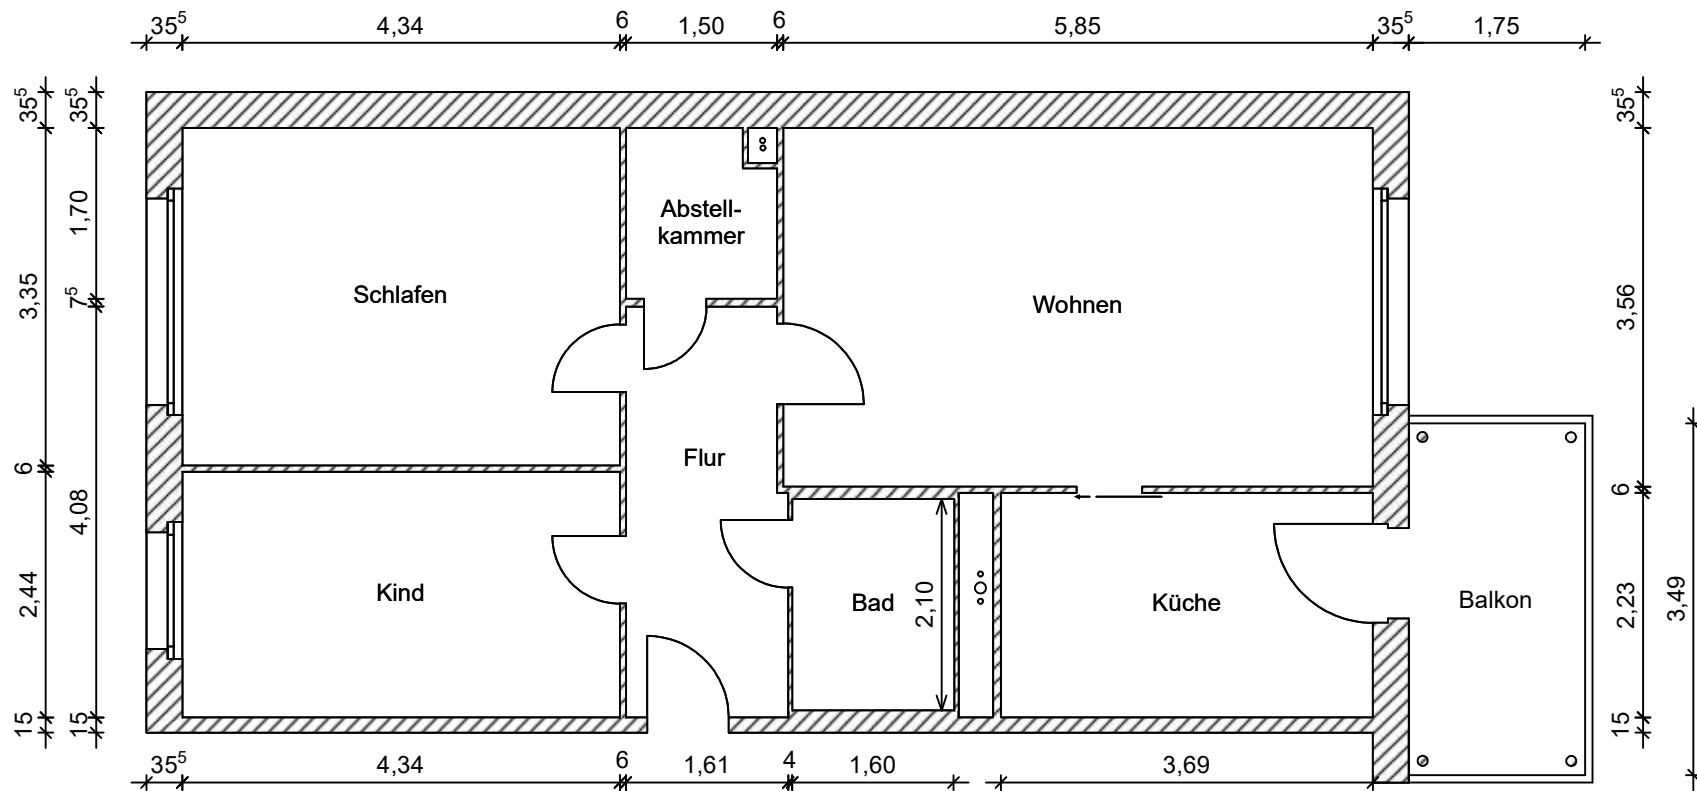 35⁵ 4,34 6 1,50 6 5,85 35⁵ 1,75
35⁵ 3,35 6 2,44 15
35⁵ 1,70 7⁵ 4,08 15
Abstell-
kammer
Schlafen
Wohnen
Flur
Kind
Bad
2,10
Küche
Balkon
35⁵ 3,56 6 2,23 15
3,49
35⁵ 4,34 6 1,61 4 1,60 3,69